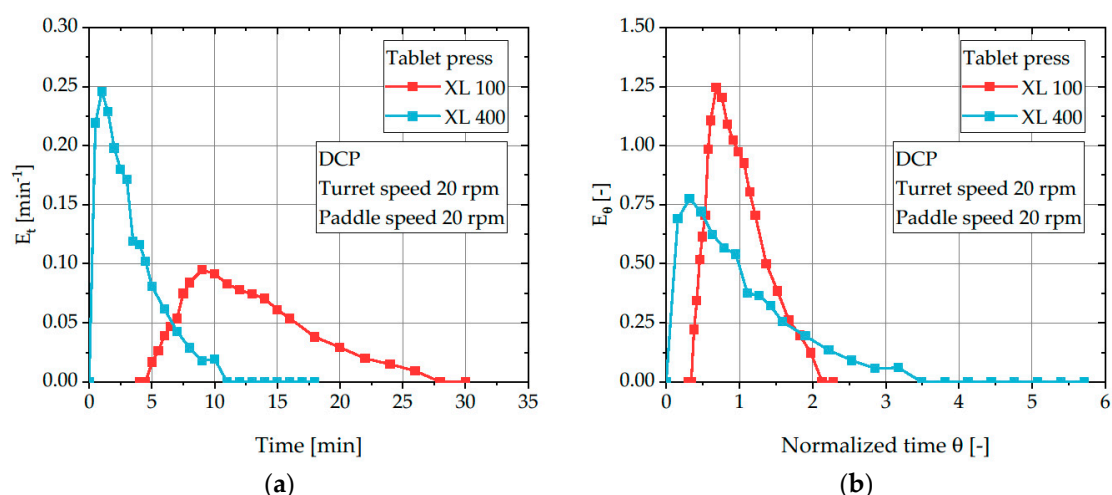 0.30
0.25
0.20
0.15
0.10
0.05
0.00
E_t [min⁻¹]
0 5 10 15 20 25 30 35
Time [min]
Tablet press
XL 100
XL 400
DCP
Turret speed 20 rpm
Paddle speed 20 rpm
(a)
1.50
1.25
1.00
0.75
0.50
0.25
0.00
E_θ [-]
0 1 2 3 4 5 6
Normalized time θ [-]
Tablet press
XL 100
XL 400
DCP
Turret speed 20 rpm
Paddle speed 20 rpm
(b)